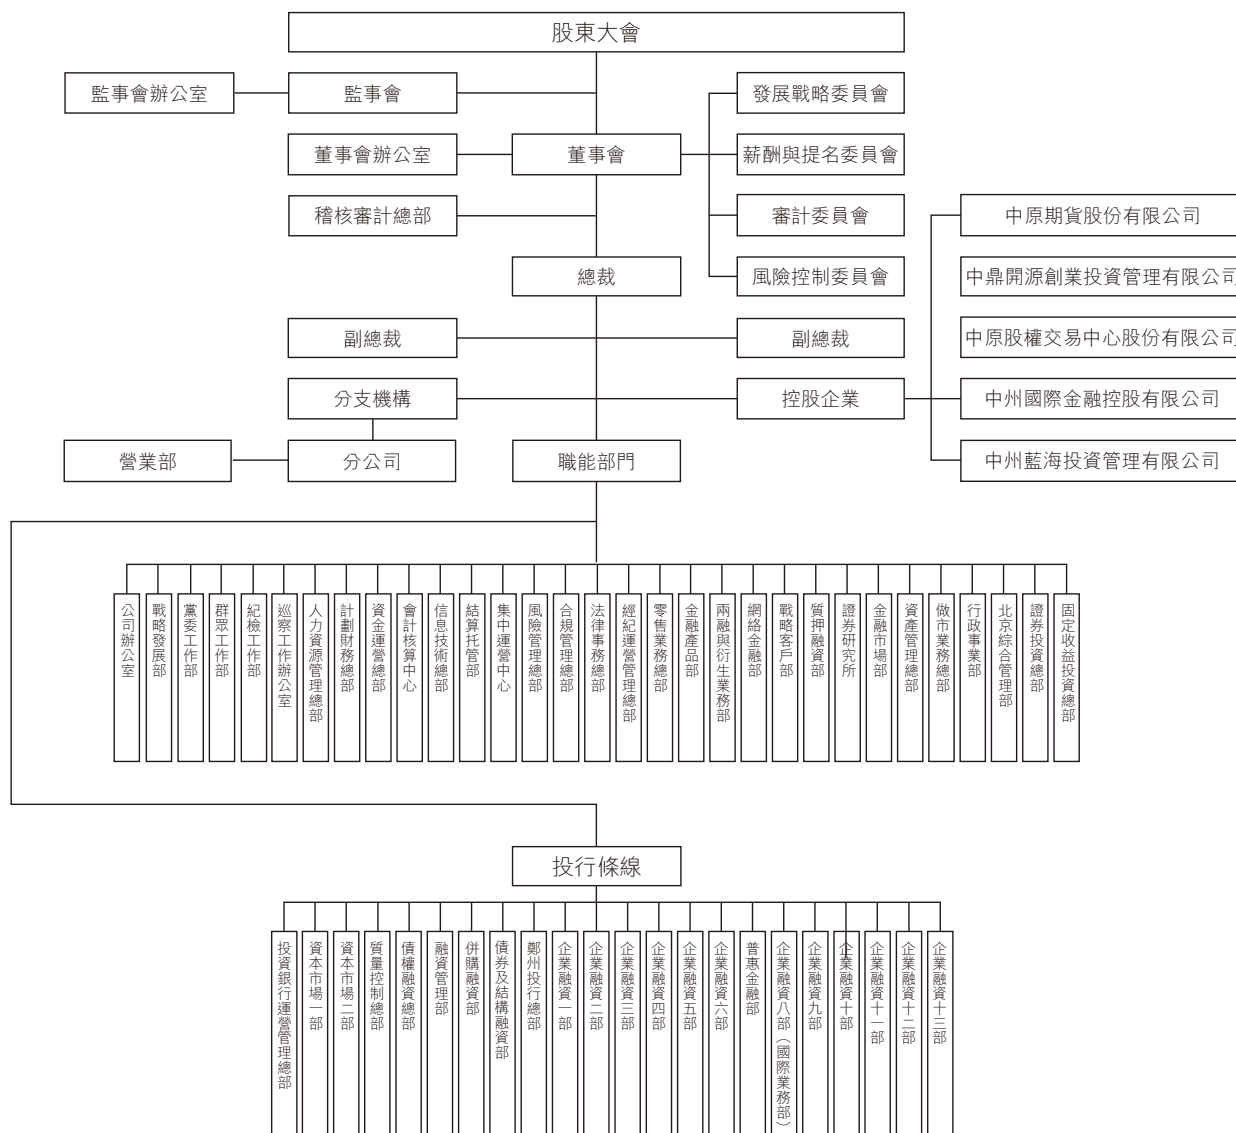 股東大會
監事會辦公室
監事會
發展戰略委員會
董事會辦公室
董事會
薪酬與提名委員會
稽核審計總部
審計委員會
中原期貨股份有限公司
總裁
風險控制委員會
中鼎開源創業投資管理有限公司
副總裁
副總裁
中原股權交易中心股份有限公司
分支機構
控股企業
中州國際金融控股有限公司
營業部
分公司
職能部門
中州藍海投資管理有限公司
公司辦公室
戰略發展部
黨委工作部
群眾工作部
紀檢工作部
巡察工作辦公室
人力資源管理總部
計劃財務總部
資金運營總部
會計核算中心
信息技術總部
結算托管部
集中運營中心
風險管理總部
合規管理總部
法律事務總部
經紀運營管理總部
零售業務總部
金融產品部
兩融與衍生業務部
網絡金融部
戰略客戶部
質押融資部
證券研究所
金融市場部
資產管理總部
做市業務總部
行政事業部
北京綜合管理部
證券投資總部
固定收益投資總部
投行條線
投資銀行運營管理總部
資本市場一部
資本市場二部
質量控制總部
債權融資總部
融資管理部
併購融資部
債券及結構融資部
鄭州投行總部
企業融資一部
企業融資二部
企業融資三部
企業融資四部
企業融資五部
企業融資六部
普惠金融部
企業融資八部（國際業務部）
企業融資九部
企業融資十部
企業融資十一部
企業融資十二部
企業融資十三部